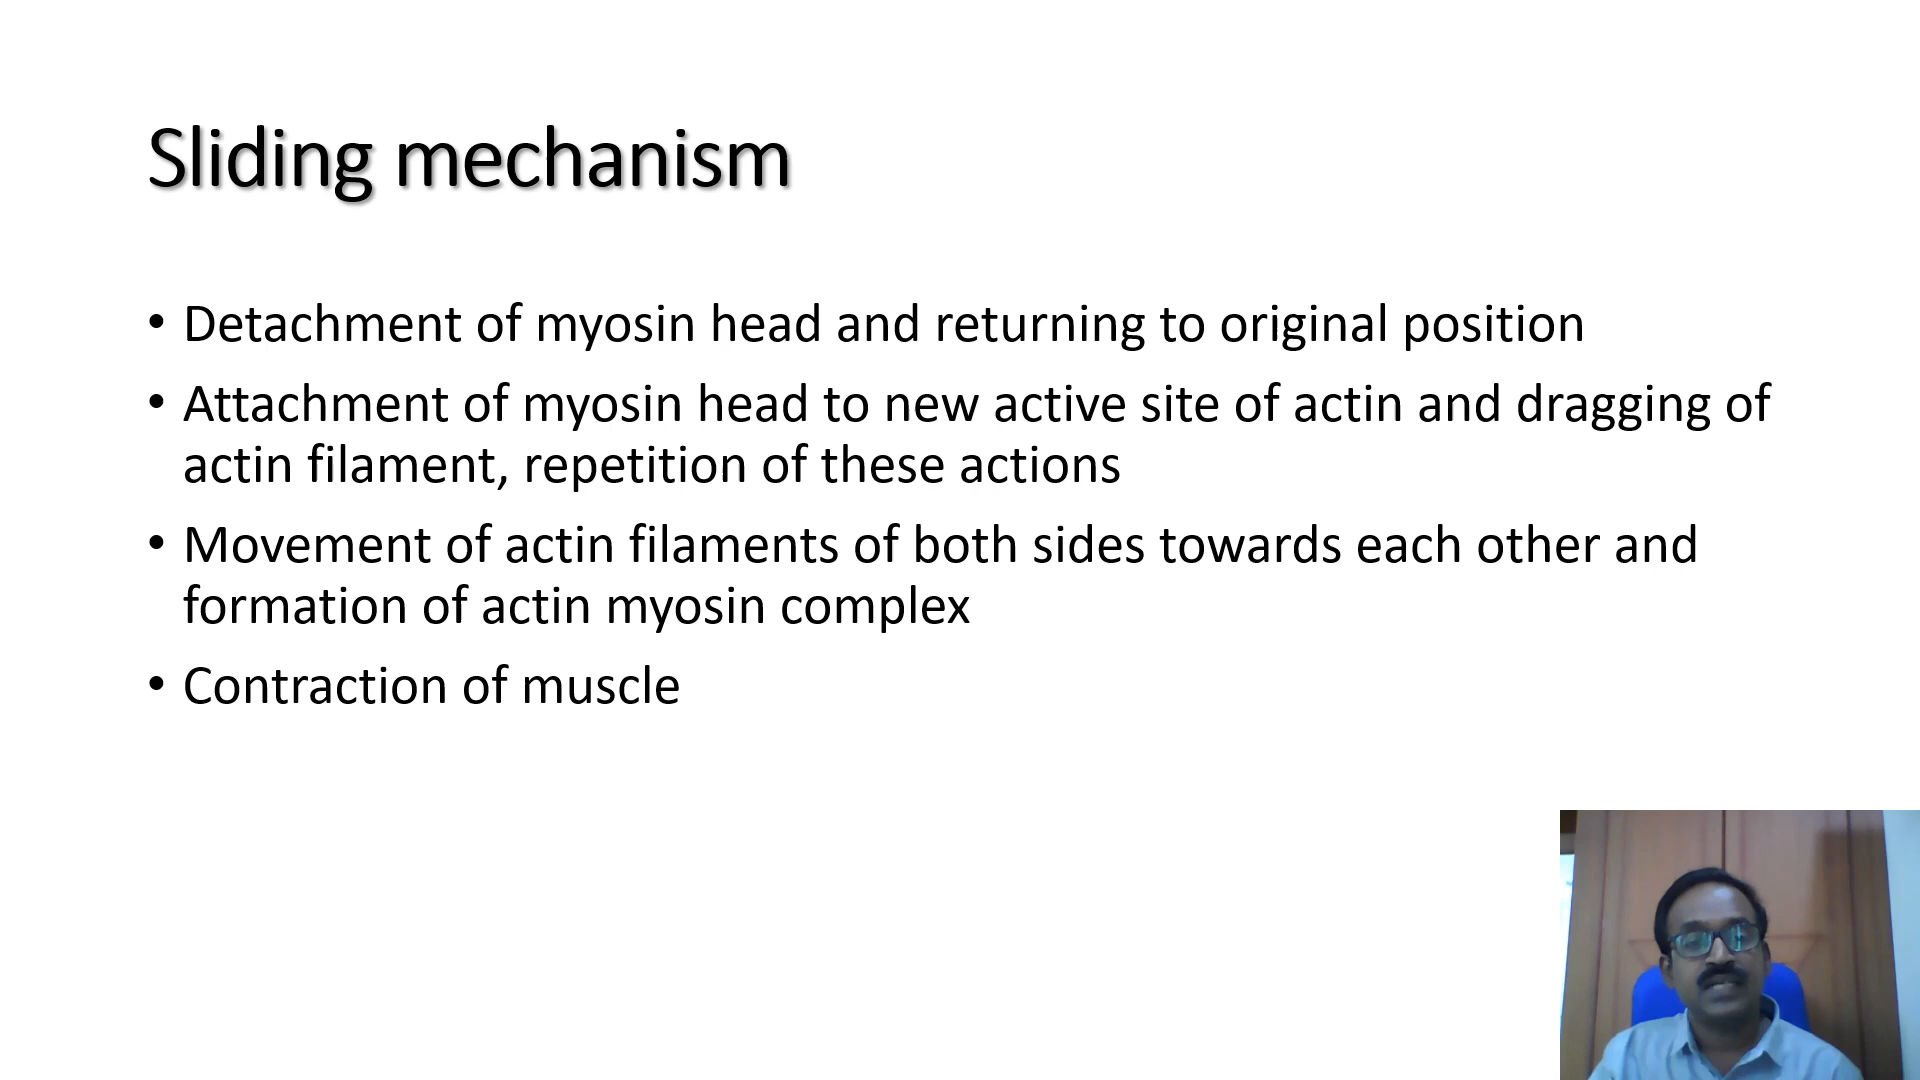 Sliding mechanism
• Detachment of myosin head and returning to original position
• Attachment of myosin head to new active site of actin and dragging of
actin filament, repetition of these actions
• Movement of actin filaments of both sides towards each other and
formation of actin myosin complex
• Contraction of muscle